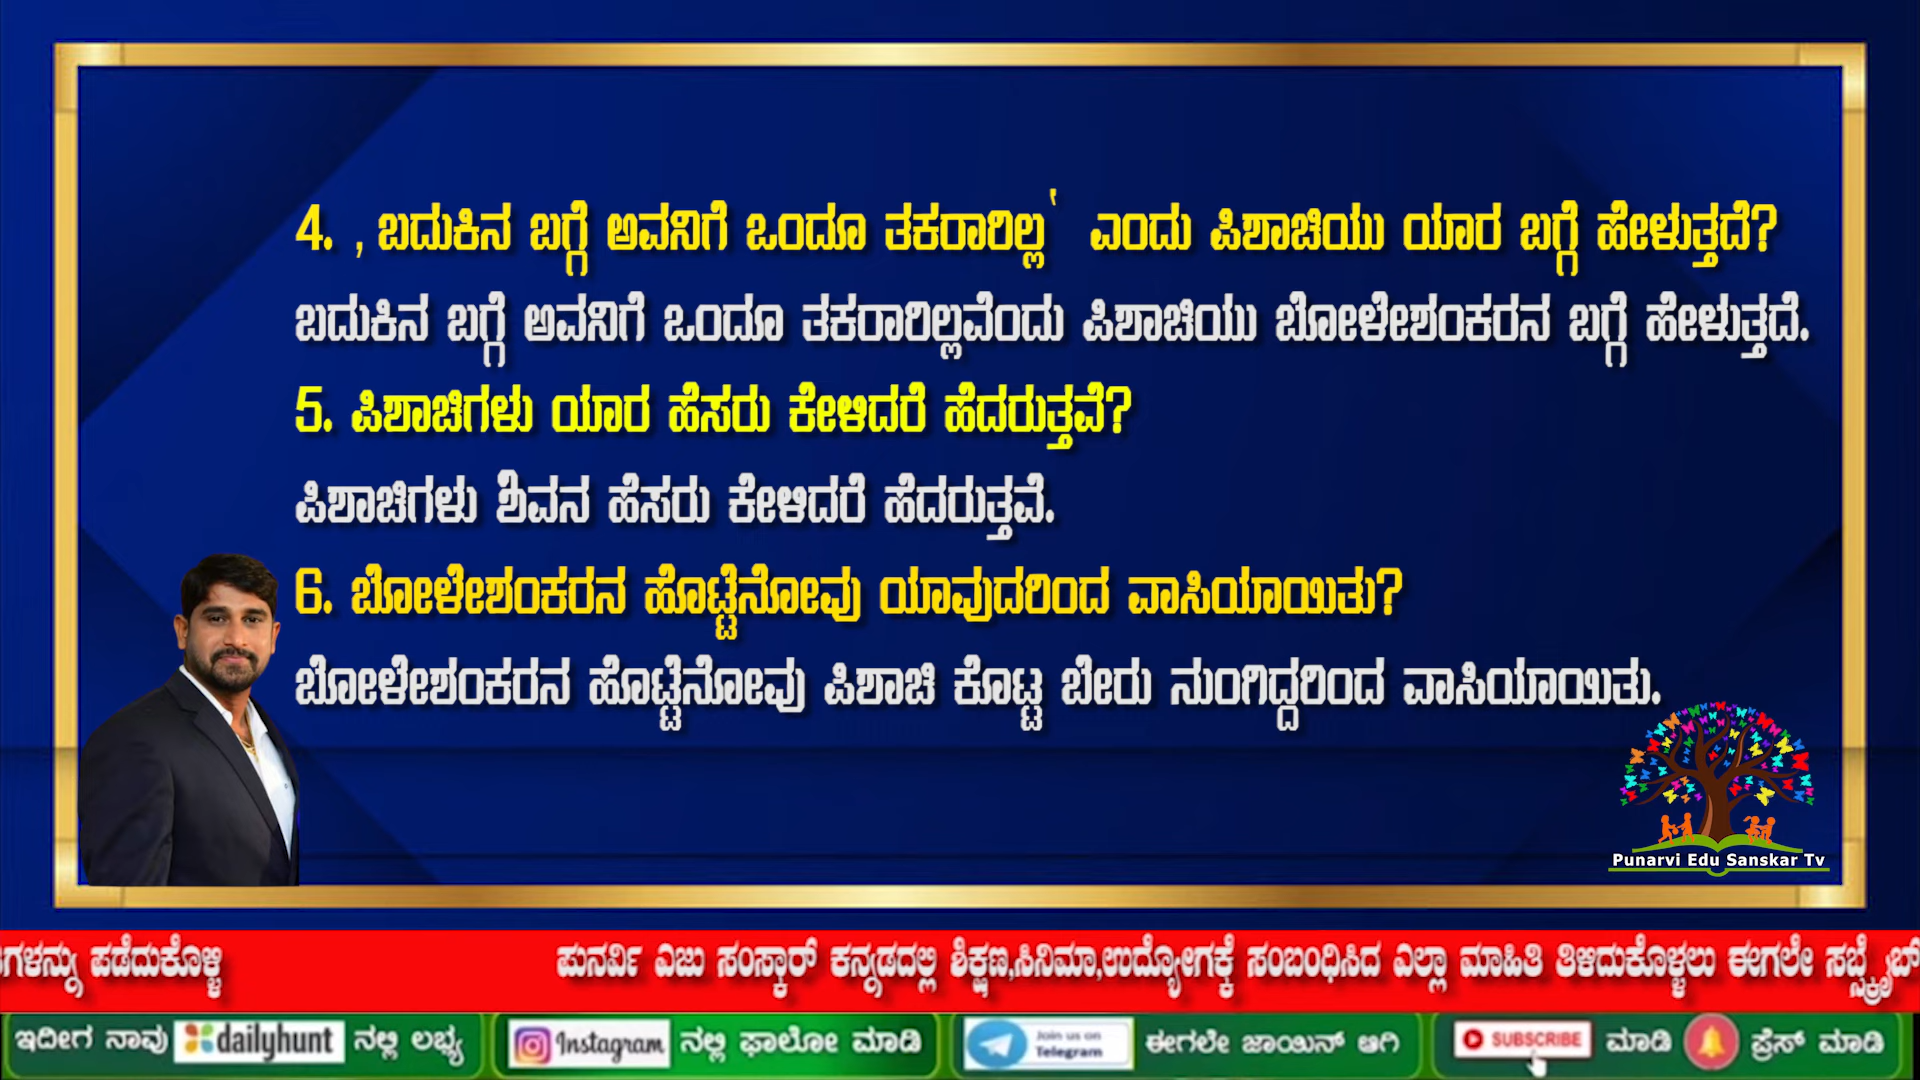 4. , ಬದುಕಿನ ಬಗ್ಗೆ ಅವನಿಗೆ ಒಂದೂ ತಕರಾರಿಲ್ಲ' ಎಂದು ಪಿಶಾಚಿಯು ಯಾರ ಬಗ್ಗೆ ಹೇಳುತ್ತದೆ?
ಬದುಕಿನ ಬಗ್ಗೆ ಅವನಿಗೆ ಒಂದೂ ತಕರಾರಿಲ್ಲವೆಂದು ಪಿಶಾಚಿಯು ಬೋಳೇಶಂಕರನ ಬಗ್ಗೆ ಹೇಳುತ್ತದೆ.
5. ಪಿಶಾಚಿಗಳು ಯಾರ ಹೆಸರು ಕೇಳಿದರೆ ಹೆದರುತ್ತವೆ?
ಪಿಶಾಚಿಗಳು ಶಿವನ ಹೆಸರು ಕೇಳಿದರೆ ಹೆದರುತ್ತವೆ.
6. ಬೋಳೇಶಂಕರನ ಹೊಟ್ಟೆನೋವು ಯಾವುದರಿಂದ ವಾಸಿಯಾಯಿತು?
ಬೋಳೇಶಂಕರನ ಹೊಟ್ಟೆನೋವು ಪಿಶಾಚಿ ಕೊಟ್ಟ ಬೇರು ನುಂಗಿದ್ದರಿಂದ ವಾಸಿಯಾಯಿತು.
Punarvi Edu Sanskar Tv
ಗಳನ್ನು ಪಡೆದುಕೊಳ್ಳಿ ಪುನರ್ವಿ ಎಜು ಸಂಸ್ಕಾರ್ ಕನ್ನಡದಲ್ಲಿ ಶಿಕ್ಷಣ,ಸಿನಿಮಾ,ಉದ್ಯೋಗಕ್ಕೆ ಸಂಬಂಧಿಸಿದ ಎಲ್ಲಾ ಮಾಹಿತಿ ತಿಳಿದುಕೊಳ್ಳಲು ಈಗಲೇ ಸಬ್ಸ್ಕ್ರೈಬ್
ಇದೀಗ ನಾವು dailyhunt ನಲ್ಲಿ ಲಭ್ಯ Instagram ನಲ್ಲಿ ಫಾಲೋ ಮಾಡಿ Join us on Telegram ಈಗಲೇ ಜಾಯಿನ್ ಆಗಿ SUBSCRIBE ಮಾಡಿ ಪ್ರೆಸ್ ಮಾಡಿ